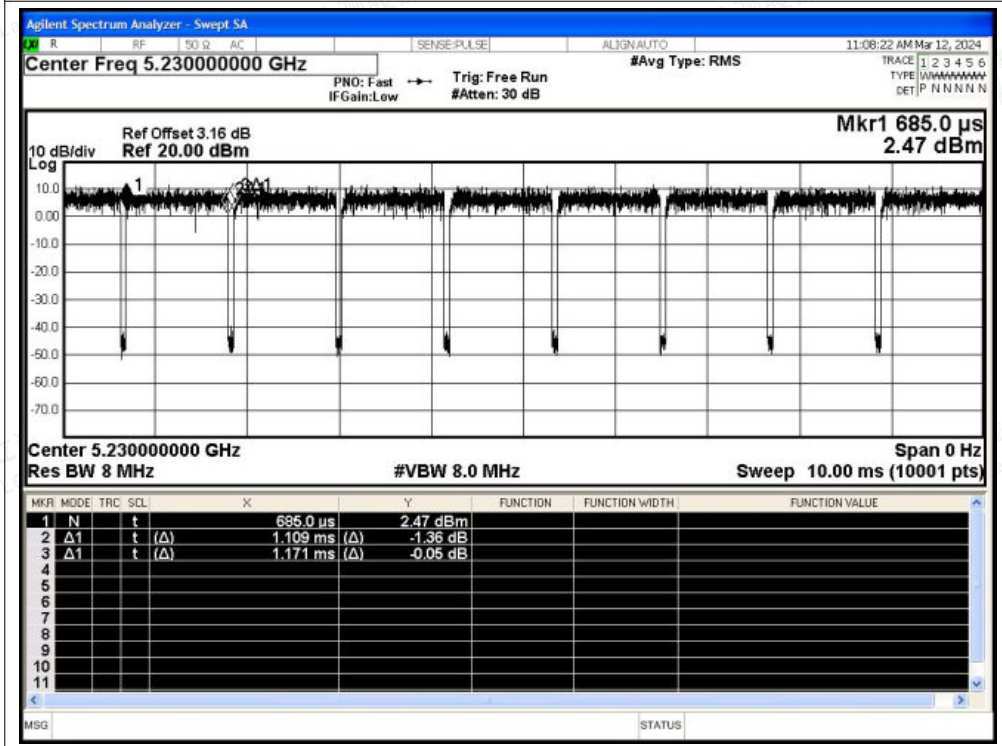 Agilent Spectrum Analyzer - Swept SA
R RF 50 Ω AC SENSE:PULSE ALIGN AUTO 11:08:22 AM Mar 12, 2024
Center Freq 5.230000000 GHz #Avg Type: RMS TRACE 1 2 3 4 5 6
PNO: Fast Trig: Free Run TYPE WWWWWW
IFGain:Low #Atten: 30 dB DET P N N N N N
Mkr1 685.0 µs
2.47 dBm
Ref Offset 3.16 dB
10 dB/div Ref 20.00 dBm
Log
10.0
0.00
-10.0
-20.0
-30.0
-40.0
-50.0
-60.0
-70.0
1
Center 5.230000000 GHz Span 0 Hz
Res BW 8 MHz #VBW 8.0 MHz Sweep 10.00 ms (10001 pts)
MKR MODE TRC SCL X Y FUNCTION FUNCTION WIDTH FUNCTION VALUE
1 N t 685.0 µs 2.47 dBm
2 Δ1 t (Δ) 1.109 ms (Δ) -1.36 dB
3 Δ1 t (Δ) 1.171 ms (Δ) -0.05 dB
4
5
6
7
8
9
10
11
MSG STATUS